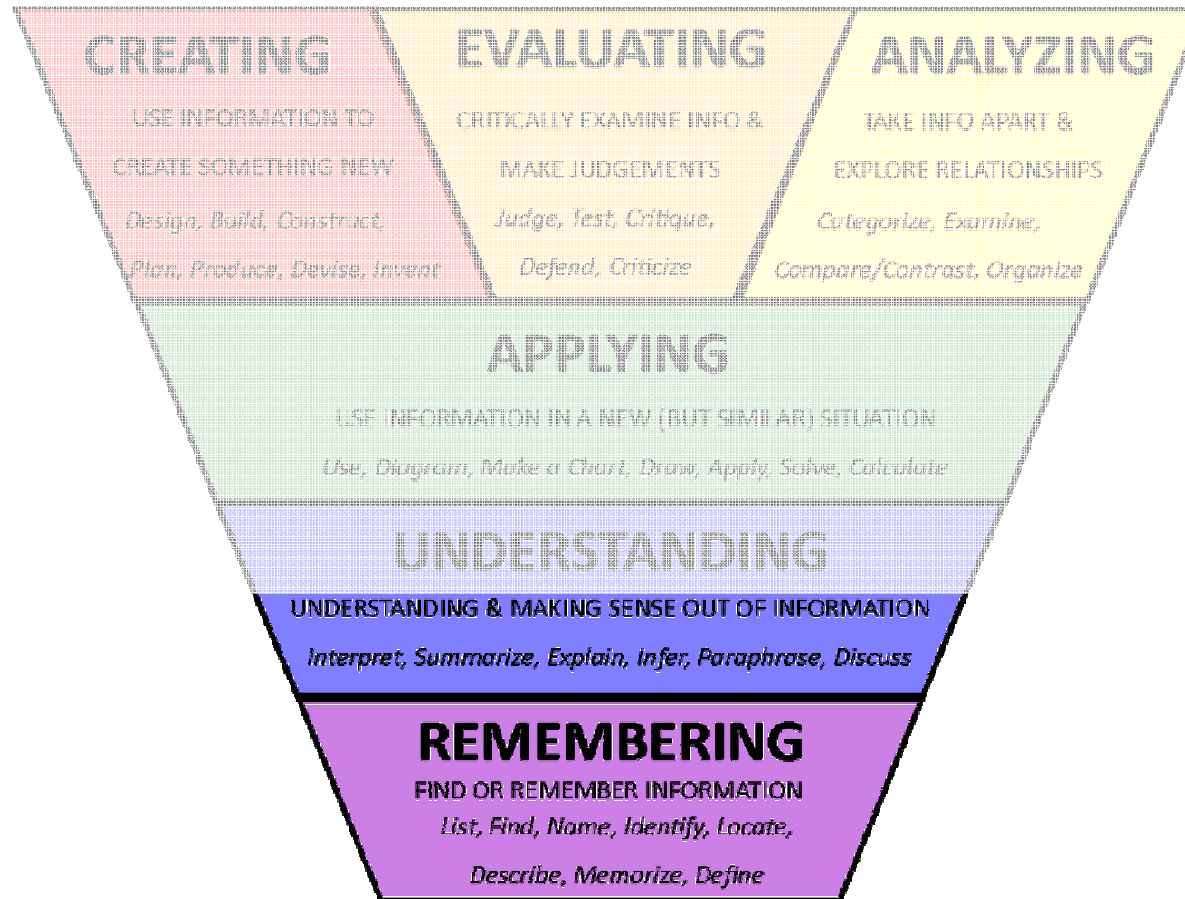 CREATING
USE INFORMATION TO
CREATE SOMETHING NEW
Design, Build, Construct,
Plan, Produce, Devise, Invent
EVALUATING
CRITICALLY EXAMINE INFO &
MAKE JUDGEMENTS
Judge, Test, Critique,
Defend, Criticize
ANALYZING
TAKE INFO APART &
EXPLORE RELATIONSHIPS
Categorize, Examine,
Compare/Contrast, Organize
APPLYING
USE INFORMATION IN A NEW (BUT SIMILAR) SITUATION
Use, Diagram, Make a Chart, Draw, Apply, Solve, Calculate
UNDERSTANDING
UNDERSTANDING & MAKING SENSE OUT OF INFORMATION
Interpret, Summarize, Explain, Infer, Paraphrase, Discuss
REMEMBERING
FIND OR REMEMBER INFORMATION
List, Find, Name, Identify, Locate,
Describe, Memorize, Define